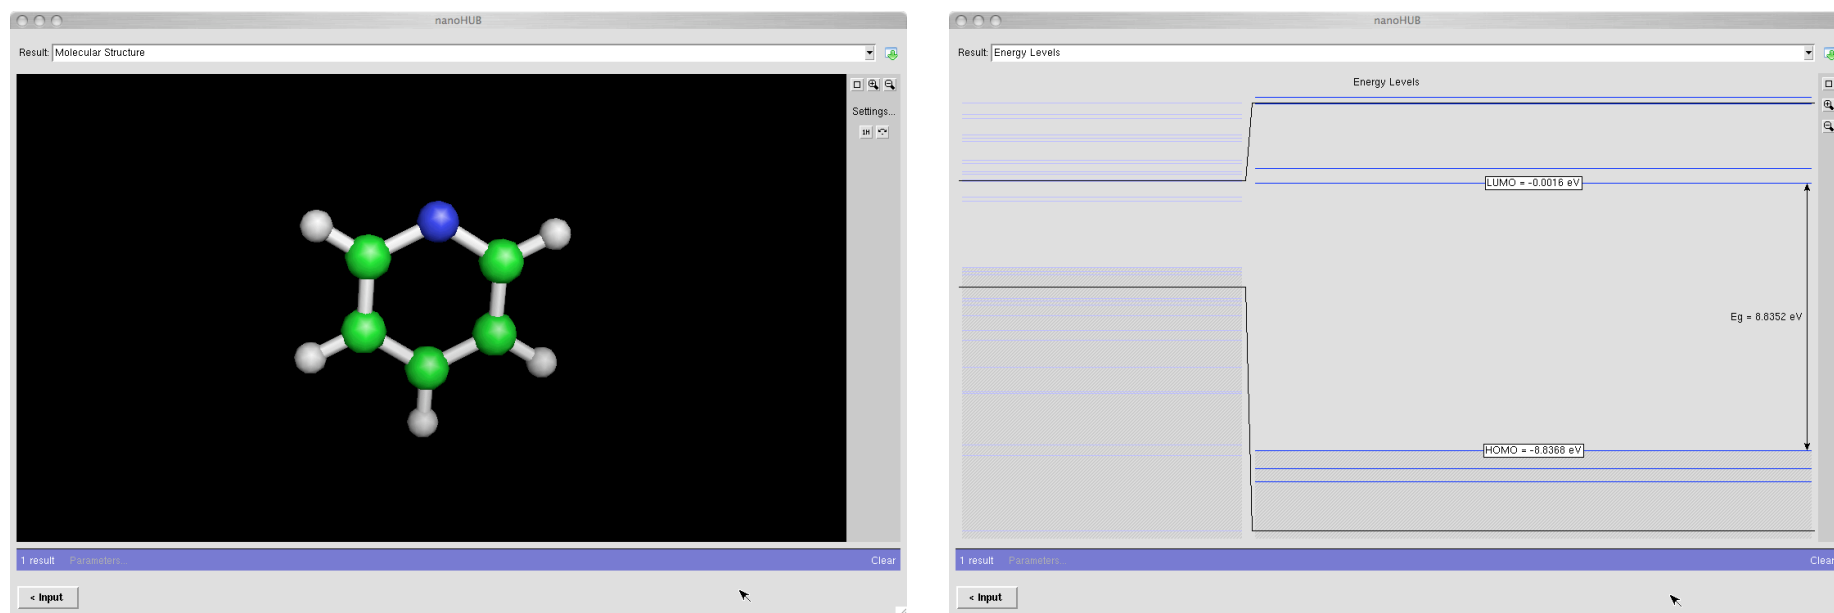 nanoHUB
Result: Molecular Structure
Settings...
1H
1 result Parameters... Clear
< Input
nanoHUB
Result: Energy Levels
Energy Levels
LUMO = -0.0016 eV
Eg = 8.8352 eV
HOMO = -8.8368 eV
1 result Parameters... Clear
< Input